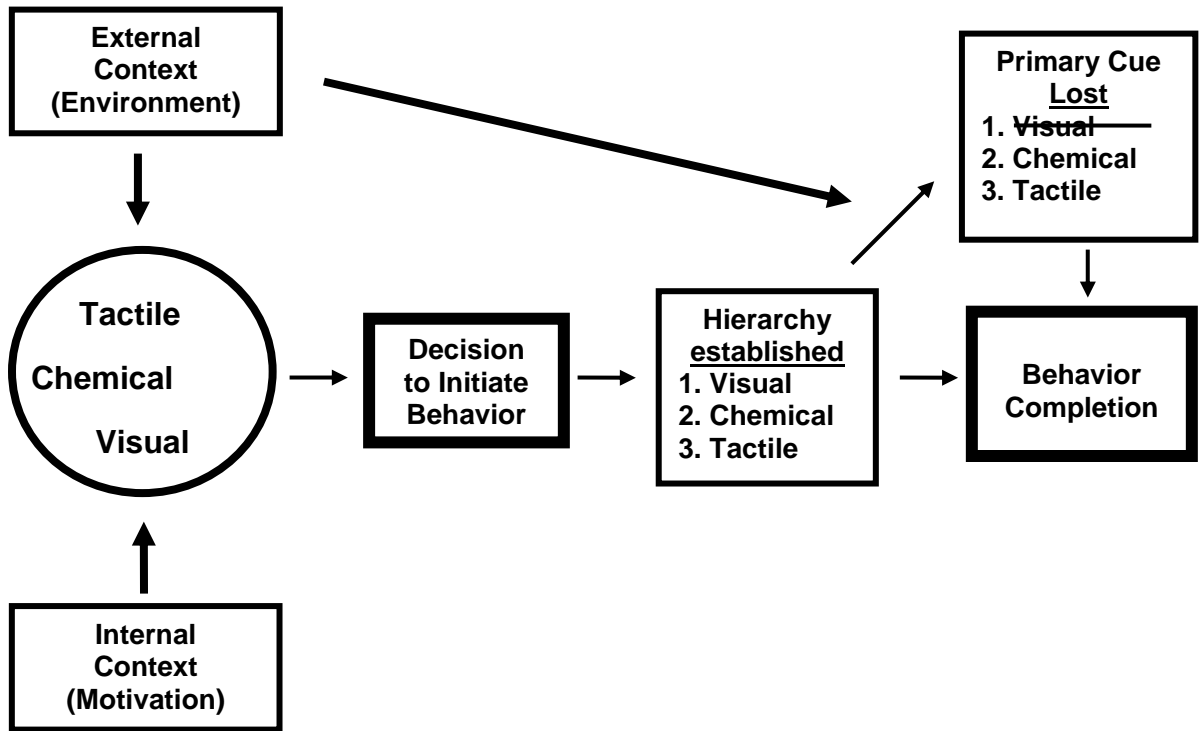 External
Context
(Environment)
Primary Cue
Lost
1. Visual
2. Chemical
3. Tactile
Tactile
Chemical
Visual
Decision
to Initiate
Behavior
Hierarchy
established
1. Visual
2. Chemical
3. Tactile
Behavior
Completion
Internal
Context
(Motivation)